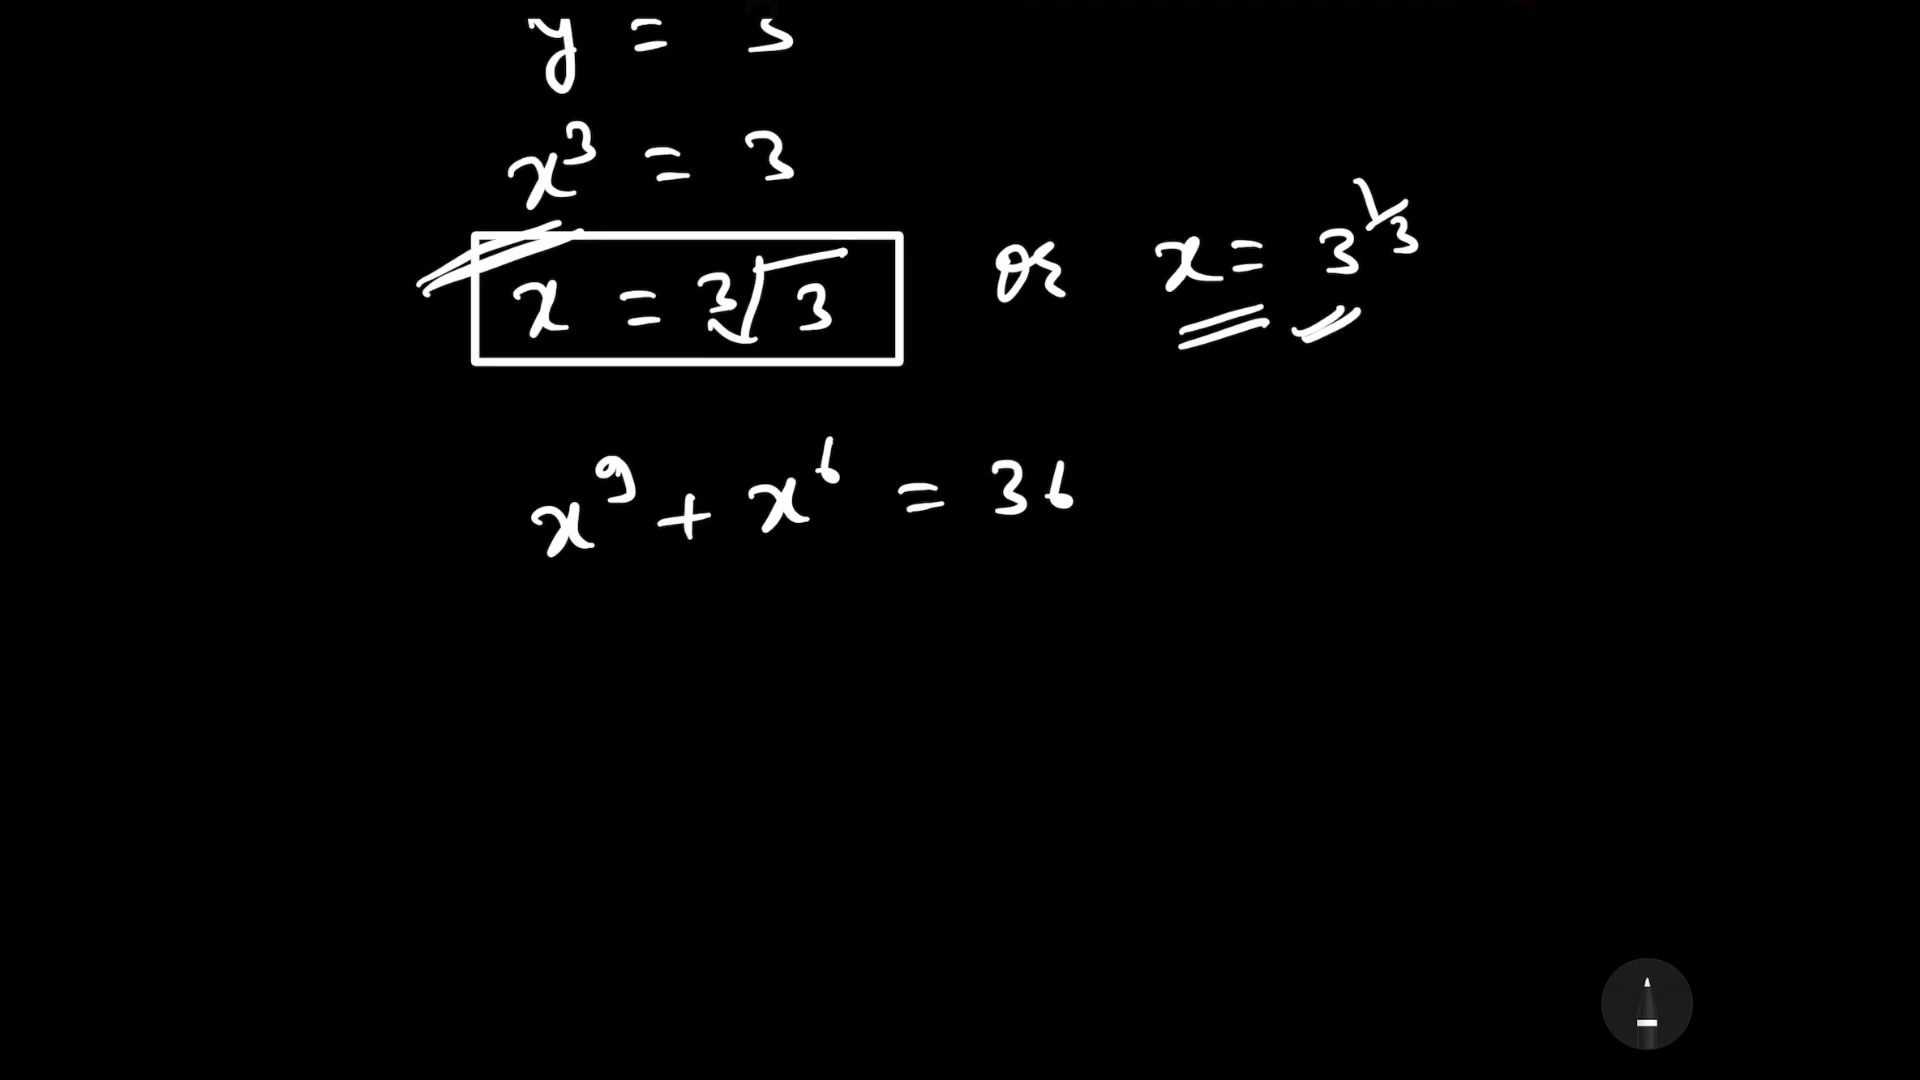 y = 3
x³ = 3
x = ∛3 or x = 3^1/3
x⁹ + x⁶ = 36